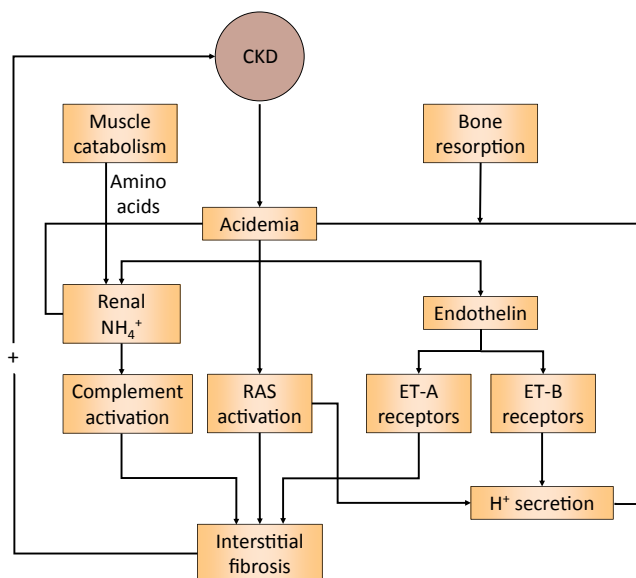 CKD
Muscle
catabolism
Bone
resorption
Amino
acids
Acidemia
Renal
NH₄⁺
Endothelin
+
Complement
activation
RAS
activation
ET-A
receptors
ET-B
receptors
H⁺ secretion
Interstitial
fibrosis